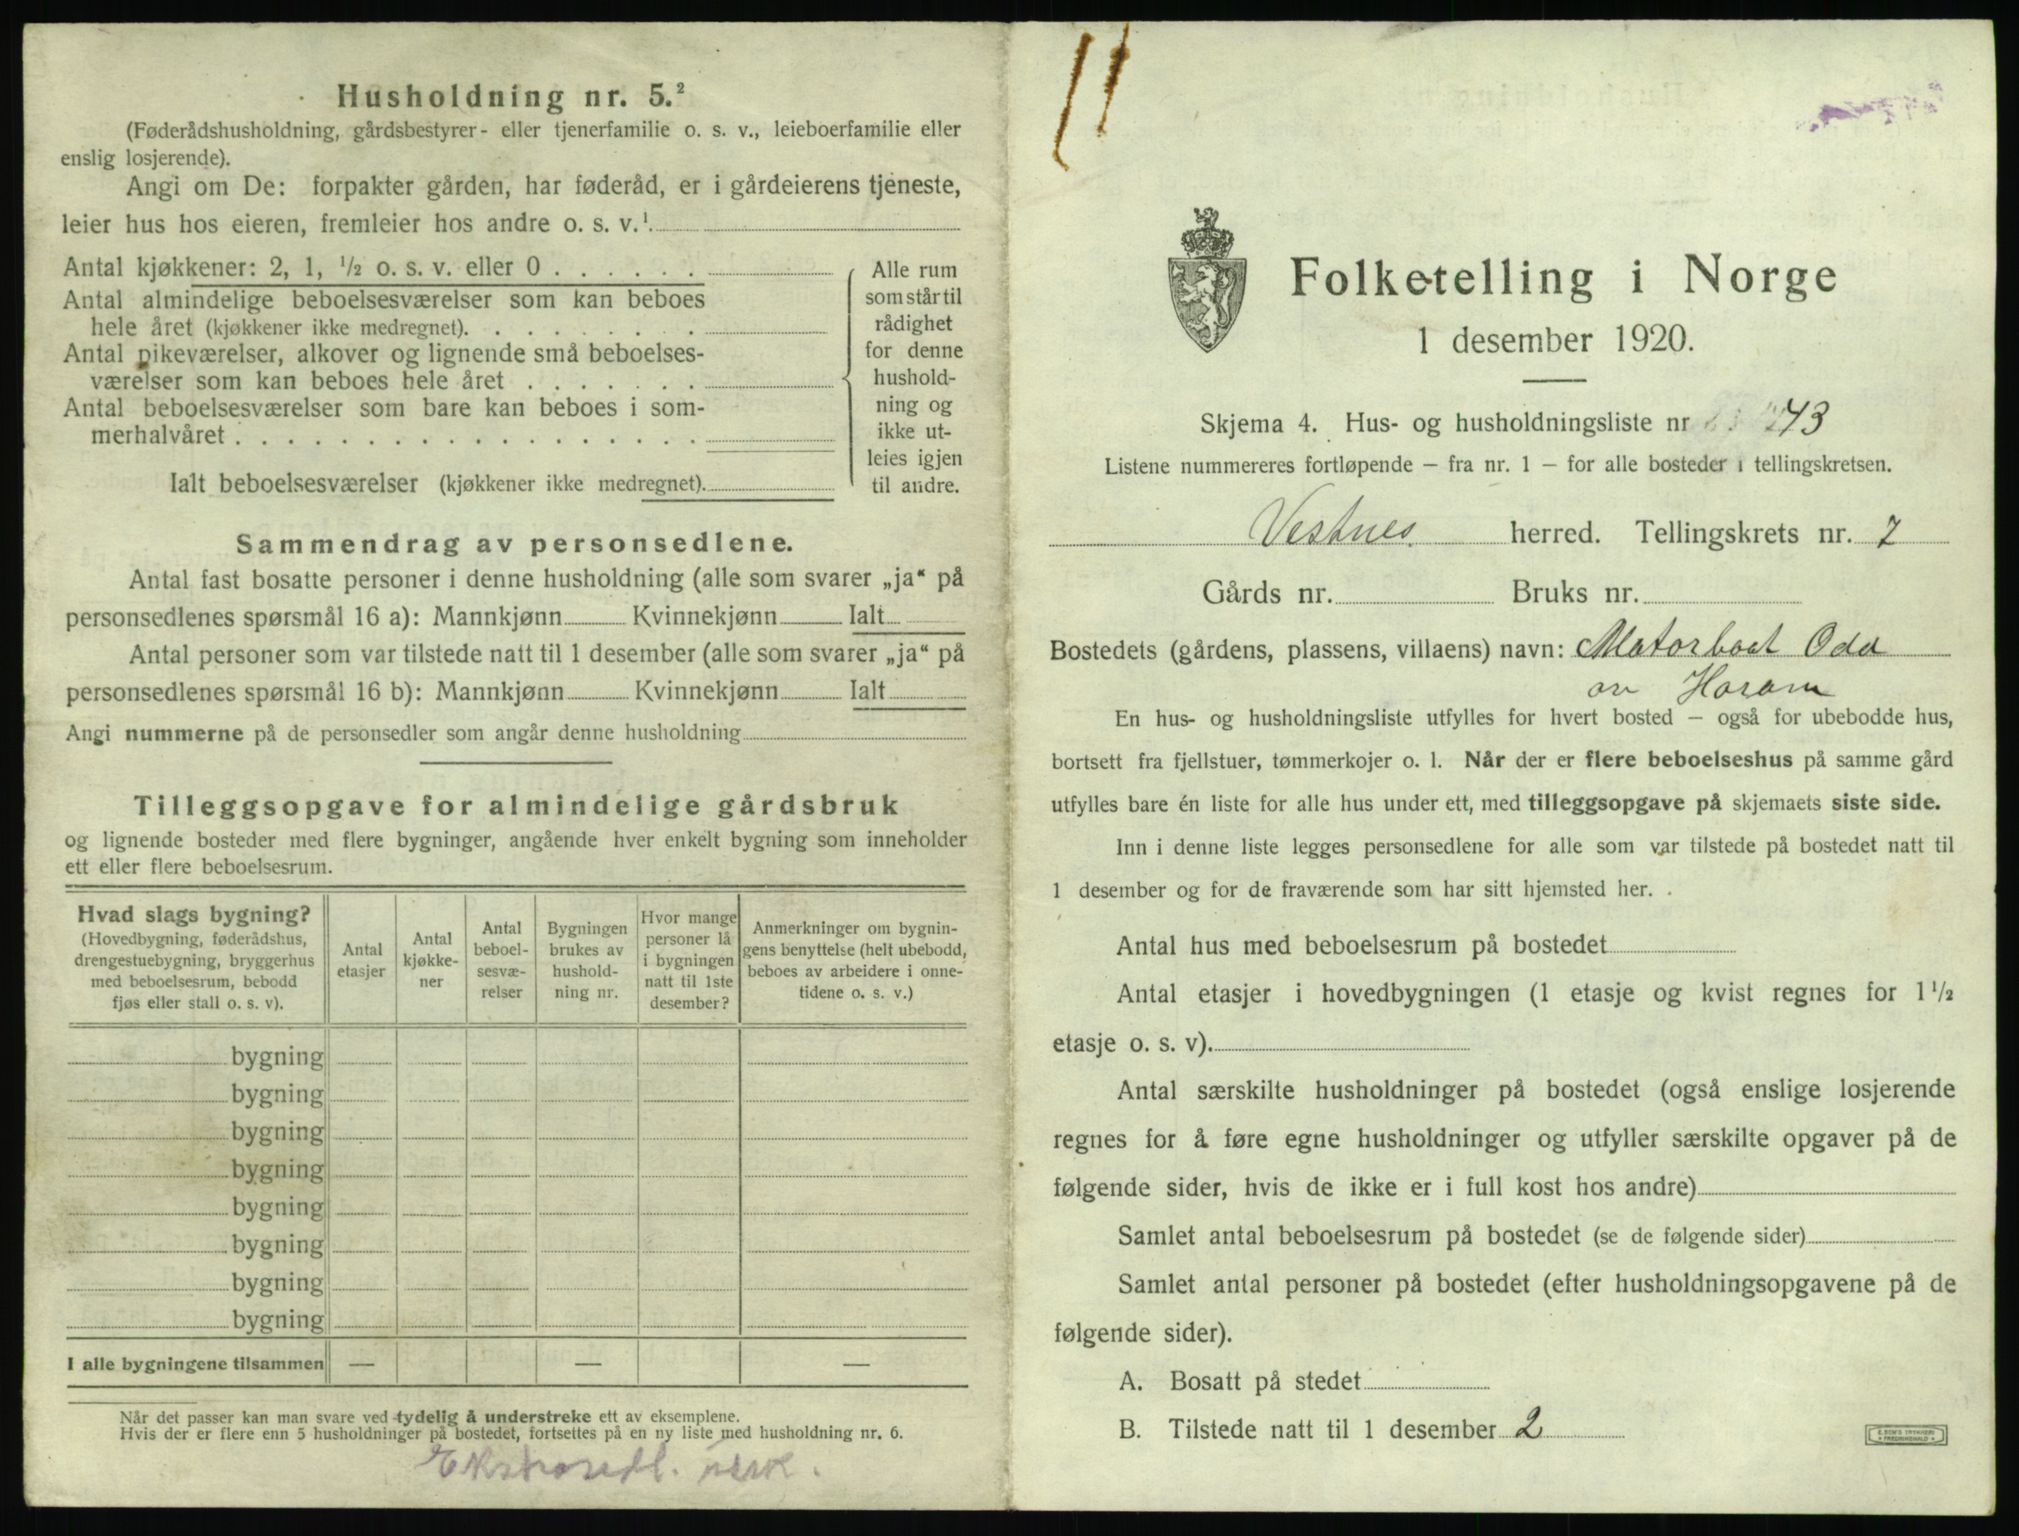 Husholdning nr. 5.²
(Føderådshusholdning, gårdsbestyrer- eller tjenerfamilie o. s. v., leieboerfamilie eller
enslig losjerende).
Angi om De: forpakter gården, har føderåd, er i gårdeierens tjeneste,
leier hus hos eieren, fremleier hos andre o. s. v.¹
Antal kjøkkener: 2, 1, ½ o. s. v. eller 0 . . . . . .
Antal almindelige beboelsesværelser som kan beboes
hele året (kjøkkener ikke medregnet). . . . . . . . .
Antal pikeværelser, alkover og lignende små beboelses-
værelser som kan beboes hele året . . . . . . .
Antal beboelsesværelser som bare kan beboes i som-
merhalvåret . . . . . . . . . . . . . . . . . .
Ialt beboelsesværelser (kjøkkener ikke medregnet).
Alle rum
som står til
rådighet
for denne
hushold-
ning og
ikke ut-
leies igjen
til andre.
Sammendrag av personsedlene.
Antal fast bosatte personer i denne husholdning (alle som svarer „ja“ på
personsedlenes spørsmål 16 a): Mannkjønn Kvinnekjønn Ialt
Antal personer som var tilstede natt til 1 desember (alle som svarer „ja“ på
personsedlenes spørsmål 16 b): Mannkjønn Kvinnekjønn Ialt
Angi nummerne på de personsedler som angår denne husholdning
Tilleggsopgave for almindelige gårdsbruk
og lignende bosteder med flere bygninger, angående hver enkelt bygning som inneholder
ett eller flere beboelsesrum.
Hvad slags bygning?
(Hovedbygning, føderådshus,
drengestuebygning, bryggerhus
med beboelsesrum, bebodd
fjøs eller stall o. s. v).
Antal
etasjer
Antal
kjøkke-
ner
Antal
beboel-
sesvæ-
relser
Bygningen
brukes av
hushold-
ning nr.
Hvor mange
personer lå
i bygningen
natt til 1ste
desember?
Anmerkninger om bygnin-
gens benyttelse (helt ubebodd,
beboes av arbeidere i onne-
tidene o. s. v.)
bygning
bygning
bygning
bygning
bygning
bygning
bygning
bygning
I alle bygningene tilsammen — — —
Når det passer kan man svare ved tydelig å understreke ett av eksemplene.
Hvis der er flere enn 5 husholdninger på bostedet, fortsettes på en ny liste med husholdning nr. 6.
11
Folketelling i Norge
1 desember 1920.
Skjema 4. Hus- og husholdningsliste nr 43
Listene nummereres fortløpende – fra nr. 1 – for alle bosteder i tellingskretsen.
Vestnes herred. Tellingskrets nr. 7
Gårds nr. Bruks nr.
Bostedets (gårdens, plassens, villaens) navn: Motorbaat Odd
av Haram
En hus- og husholdningsliste utfylles for hvert bosted – også for ubebodde hus,
bortsett fra fjellstuer, tømmerkojer o. l. Når der er flere beboelseshus på samme gård
utfylles bare én liste for alle hus under ett, med tilleggsopgave på skjemaets siste side.
Inn i denne liste legges personsedlene for alle som var tilstede på bostedet natt til
1 desember og for de fraværende som har sitt hjemsted her.
Antal hus med beboelsesrum på bostedet
Antal etasjer i hovedbygningen (1 etasje og kvist regnes for 1½
etasje o. s. v).
Antal særskilte husholdninger på bostedet (også enslige losjerende
regnes for å føre egne husholdninger og utfyller særskilte opgaver på de
følgende sider, hvis de ikke er i full kost hos andre)
Samlet antal beboelsesrum på bostedet (se de følgende sider)
Samlet antal personer på bostedet (efter husholdningsopgavene på de
følgende sider).
A. Bosatt på stedet
B. Tilstede natt til 1 desember 2